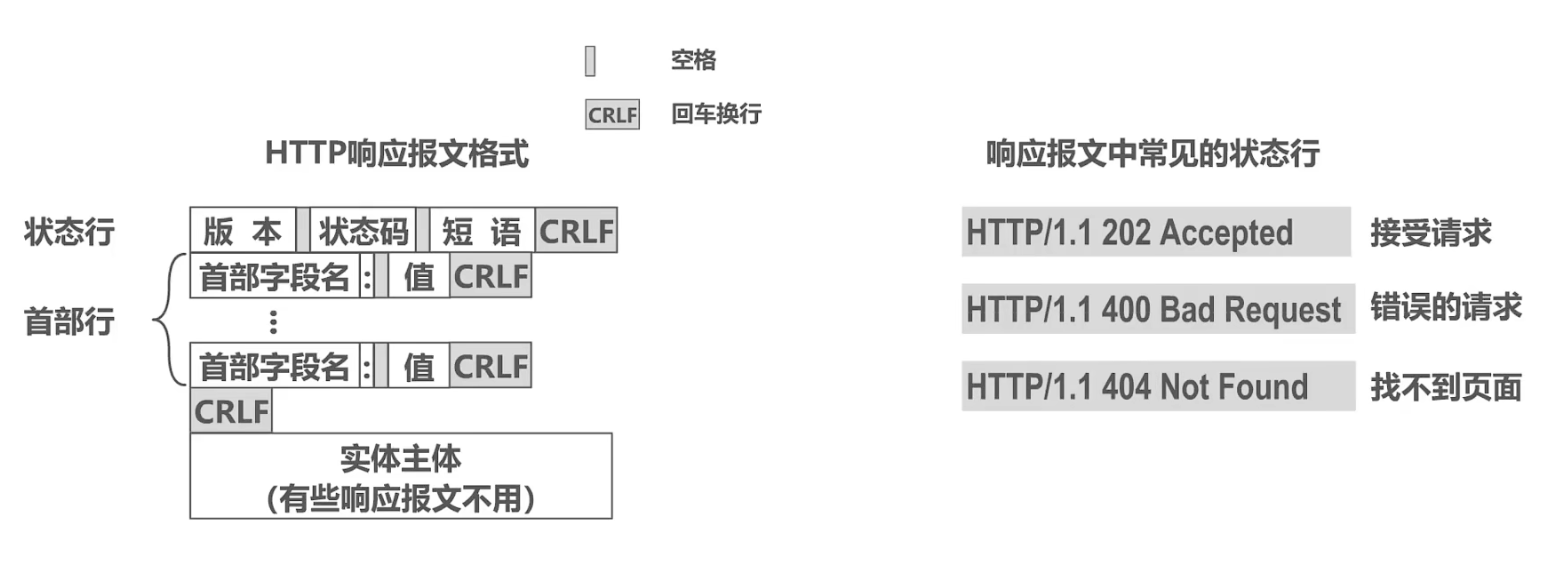 空格
CRLF 回车换行
HTTP响应报文格式
响应报文中常见的状态行
状态行 版 本 状态码 短 语 CRLF
首部字段名 : 值 CRLF
首部行
⋮
首部字段名 : 值 CRLF
CRLF
实体主体
(有些响应报文不用)
HTTP/1.1 202 Accepted 接受请求
HTTP/1.1 400 Bad Request 错误的请求
HTTP/1.1 404 Not Found 找不到页面